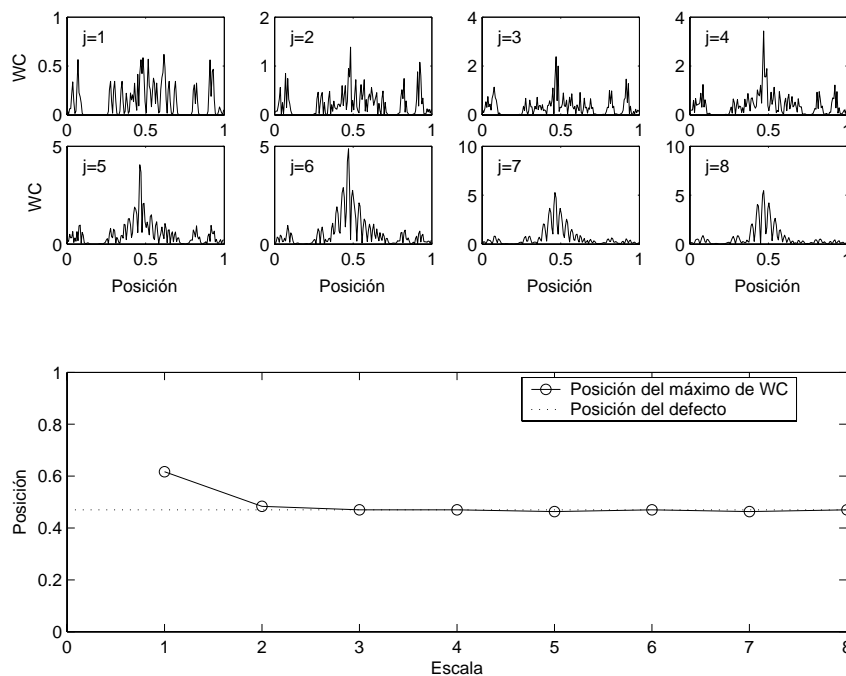 1
0.5
0
WC
j=1
0 0.5 1
2
1
0
j=2
0 0.5 1
4
2
0
j=3
0 0.5 1
4
2
0
j=4
0 0.5 1
5
0
WC
j=5
0 0.5 1
Posición
5
0
j=6
0 0.5 1
Posición
10
5
0
j=7
0 0.5 1
Posición
10
5
0
j=8
0 0.5 1
Posición
1
0.8
0.6
0.4
0.2
0
Posición
Posición del máximo de WC
Posición del defecto
0 1 2 3 4 5 6 7 8
Escala